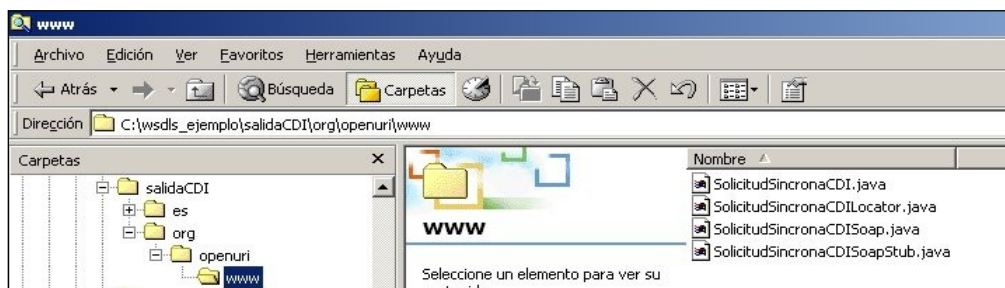 www
Archivo Edición Ver Favoritos Herramientas Ayuda
Atrás Búsqueda Carpetas
Dirección C:\wsdls_ejemplo\salidaCDI\org\openuri\www
Carpetas
salidaCDI
es
org
openuri
www
www
Seleccione un elemento para ver su
Nombre
SolicitudSincronaCDI.java
SolicitudSincronaCDILocator.java
SolicitudSincronaCDISoap.java
SolicitudSincronaCDISoapStub.java